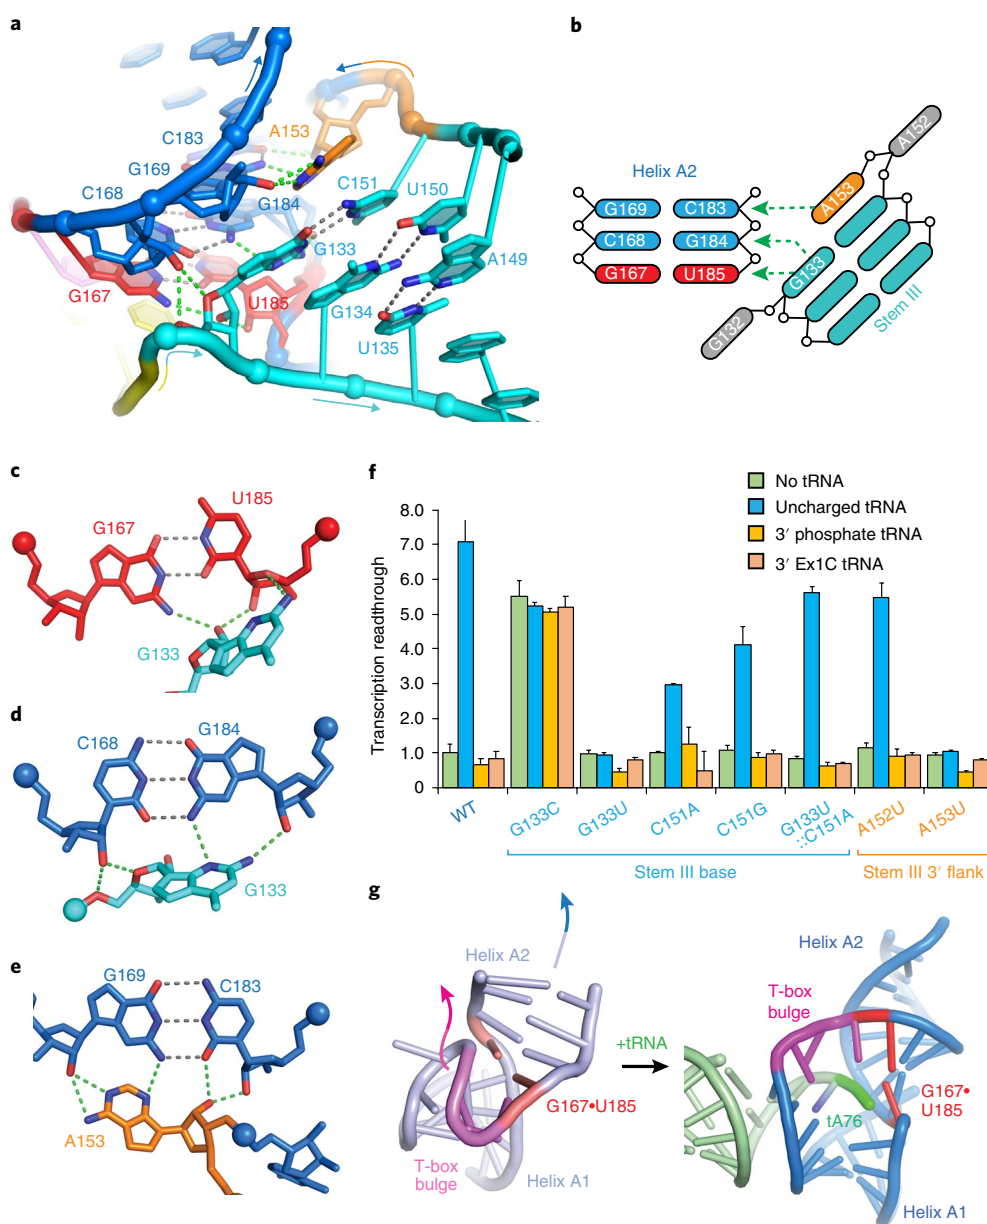 a
C183
A153
G169
C168
C151
U150
G184
G133
A149
G167
U185
G134
U135
b
Helix A2
A152
A153
G169 C183
C168 G184
G133
G167 U185
Stem III
G132
c
U185
G167
G133
d
G184
C168
G133
e
G169
C183
A153
f
No tRNA
Uncharged tRNA
3′ phosphate tRNA
3′ Ex1C tRNA
Transcription readthrough
8.0
7.0
6.0
5.0
4.0
3.0
2.0
1.0
0
WT
G133C
G133U
C151A
C151G
G133U
::C151A
A152U
A153U
Stem III base
Stem III 3′ flank
g
Helix A2
+tRNA
G167•U185
T-box
bulge
Helix A1
Helix A2
T-box
bulge
G167•
U185
tA76
Helix A1